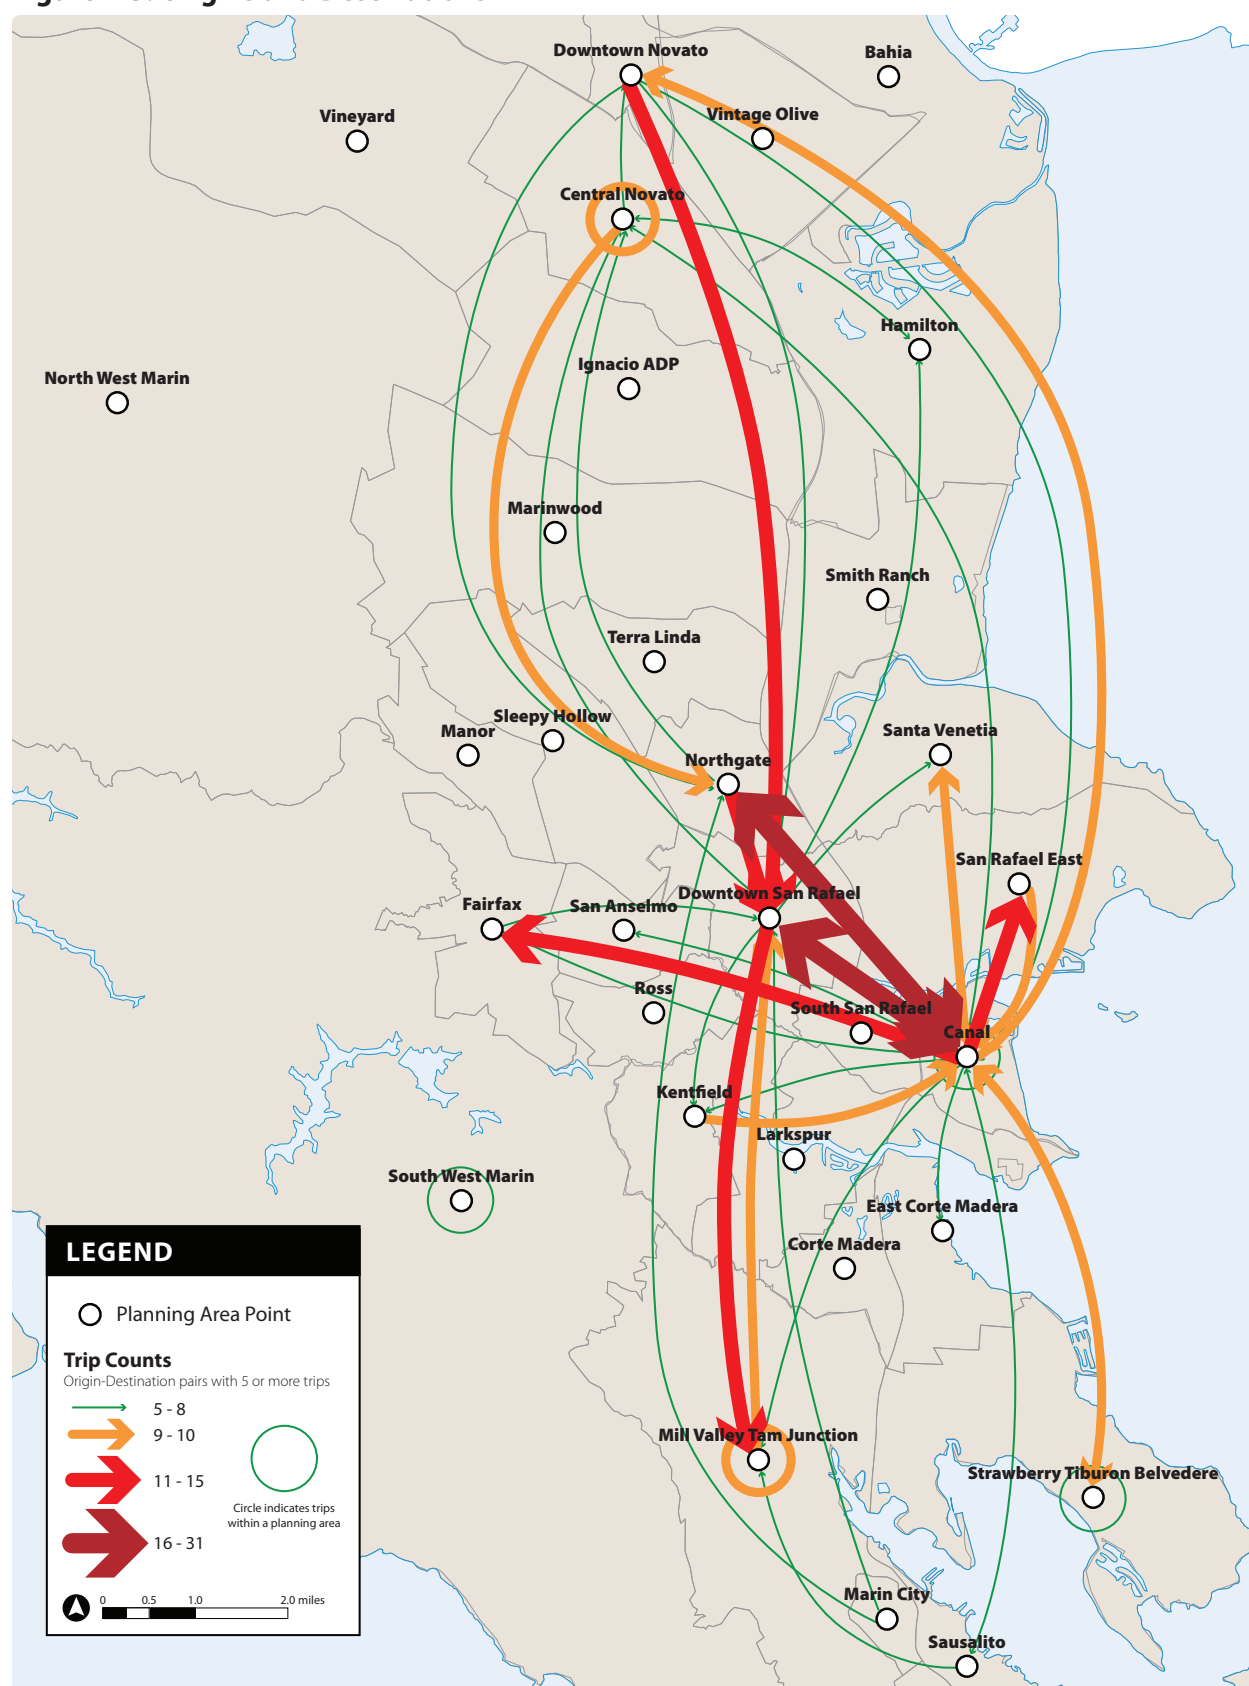 Downtown Novato
Bahia
Vineyard
Vintage Olive
Central Novato
Hamilton
Ignacio ADP
North West Marin
Marinwood
Smith Ranch
Terra Linda
Sleepy Hollow
Manor
Santa Venetia
Northgate
San Rafael East
Downtown San Rafael
Fairfax
San Anselmo
Ross
South San Rafael
Canal
Kentfield
Larkspur
South West Marin
East Corte Madera
Corte Madera
Mill Valley Tam Junction
Strawberry Tiburon Belvedere
Marin City
Sausalito
LEGEND
Planning Area Point
Trip Counts
Origin-Destination pairs with 5 or more trips
5 - 8
9 - 10
11 - 15
16 - 31
Circle indicates trips
within a planning area
0 0.5 1.0 2.0 miles